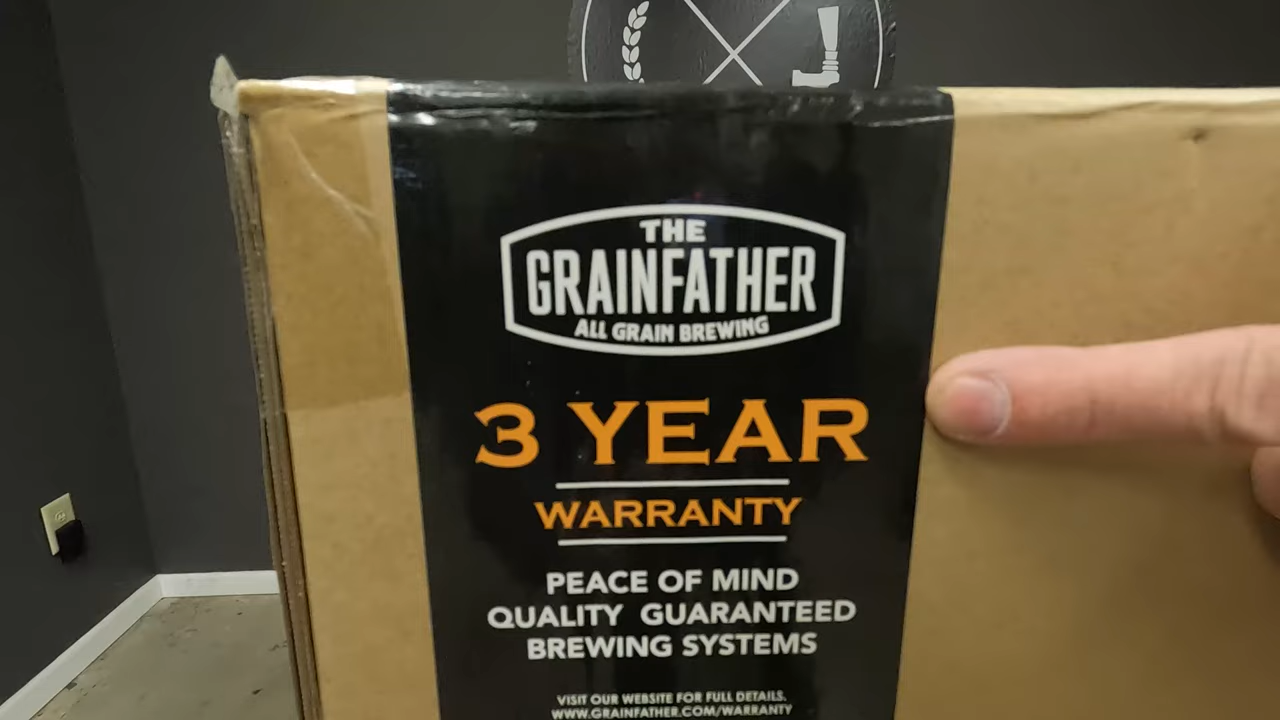 THE
GRAINFATHER
ALL GRAIN BREWING
3 YEAR
WARRANTY
PEACE OF MIND
QUALITY GUARANTEED
BREWING SYSTEMS
VISIT OUR WEBSITE FOR FULL DETAILS.
WWW.GRAINFATHER.COM/WARRANTY